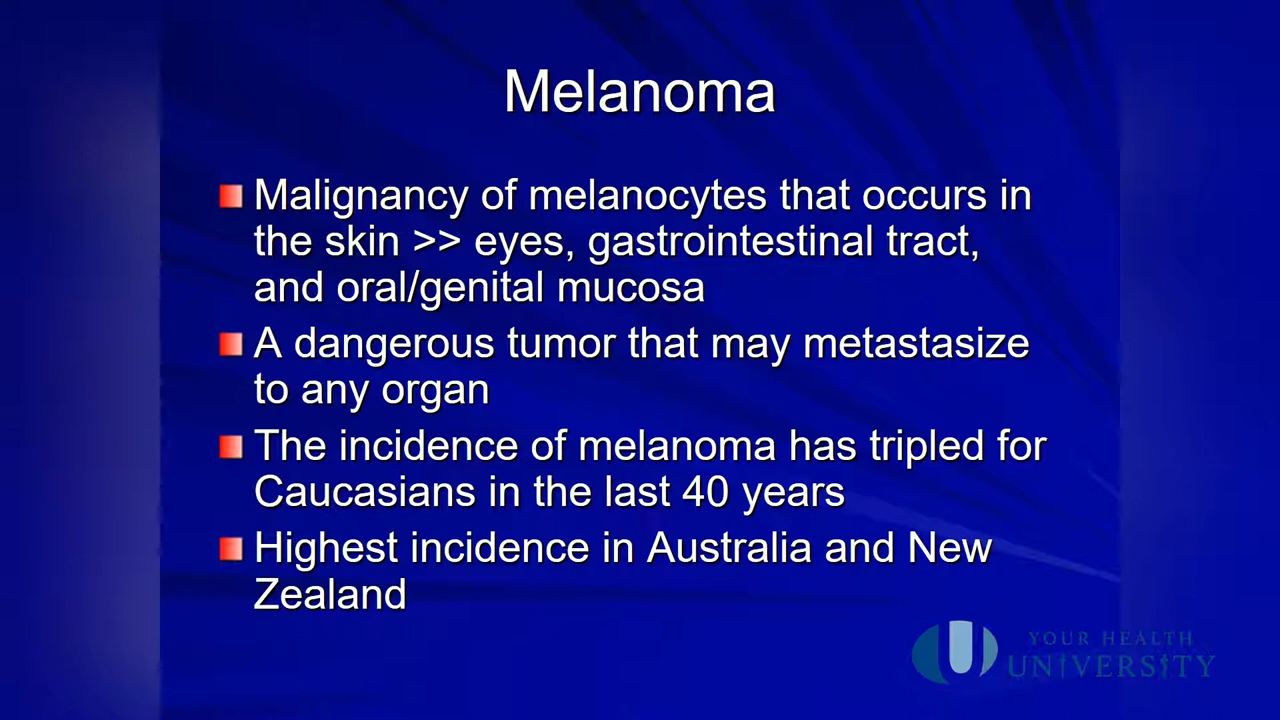 Melanoma
Malignancy of melanocytes that occurs in
the skin >> eyes, gastrointestinal tract,
and oral/genital mucosa
A dangerous tumor that may metastasize
to any organ
The incidence of melanoma has tripled for
Caucasians in the last 40 years
Highest incidence in Australia and New
Zealand
YOUR HEALTH
UNIVERSITY